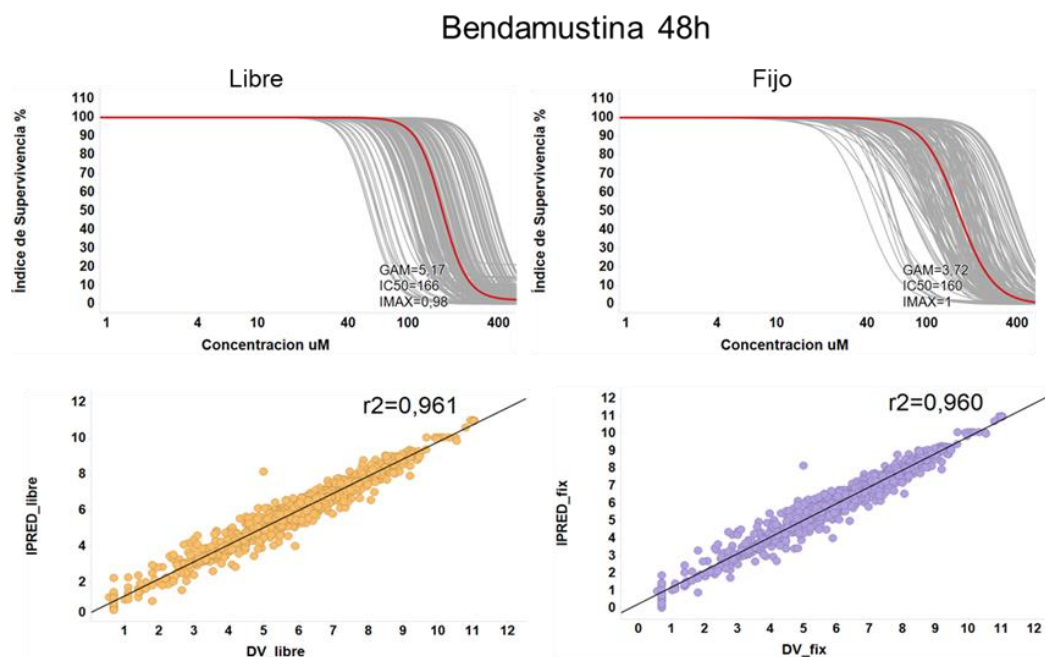 Bendamustina 48h
Libre
110
100
90
80
70
60
50
40
30
20
10
0
Índice de Supervivencia %
GAM=5,17
IC50=166
IMAX=0,98
1 4 10 40 100 400
Concentracion uM
Fijo
110
100
90
80
70
60
50
40
30
20
10
0
Índice de Supervivencia %
GAM=3,72
IC50=160
IMAX=1
1 4 10 40 100 400
Concentracion uM
r2=0,961
12
10
8
6
4
2
0
IPRED_libre
1 2 3 4 5 6 7 8 9 10 11 12
DV_libre
r2=0,960
12
11
10
9
8
7
6
5
4
3
2
1
0
IPRED_fix
0 1 2 3 4 5 6 7 8 9 10 11 12
DV_fix